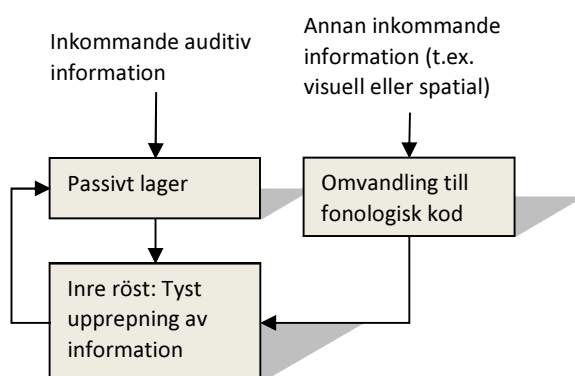 Inkommande auditiv
information
Annan inkommande
information (t.ex.
visuell eller spatial)
Passivt lager
Omvandling till
fonologisk kod
Inre röst: Tyst
upprepning av
information